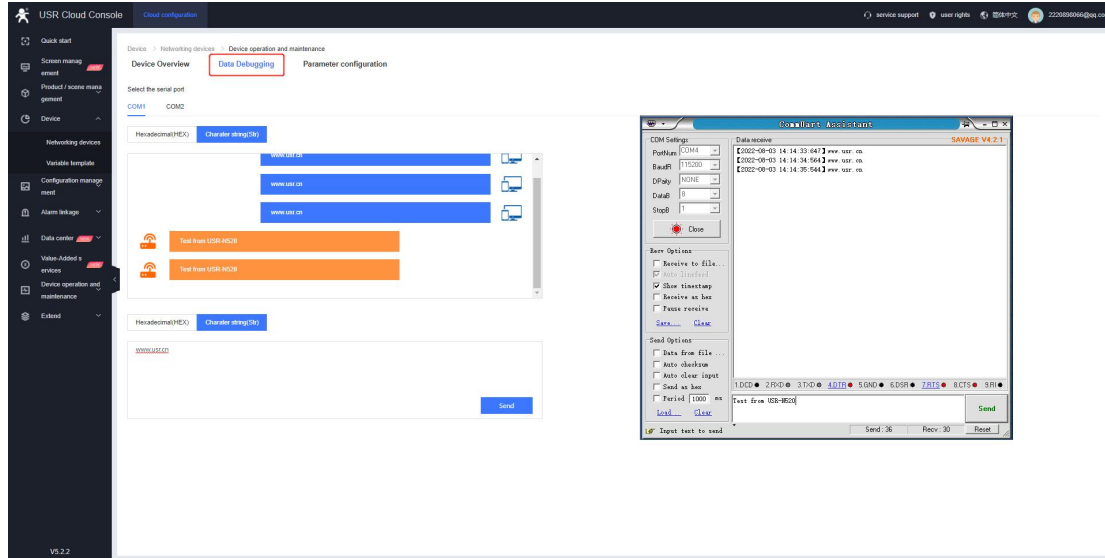 USR Cloud Console
Cloud configuration
service support
user rights
简体中文
2220898066@qq.co
Quick start
Screen manag
ement
Product / scene mana
gement
Device
Networking devices
Variable template
Configuration manage
ment
Alarm linkage
Data center
Value-Added s
ervices
Device operation and
maintenance
Extend
V5.2.2
Device > Networking devices > Device operation and maintenance
Device Overview
Data Debugging
Parameter configuration
Select the serial port
COM1
COM2
Hexadecimal(HEX)
Charater string(Str)
www.usr.cn
www.usr.cn
www.usr.cn
Test from USR-N520
Test from USR-N520
Hexadecimal(HEX)
Charater string(Str)
www.usr.cn
Send
CommUart Assistant
COM Settings
PortNum COM4
BaudR 115200
DPaity NONE
DataB 8
StopB 1
Close
Recv Options
Receive to file...
Auto linefeed
Show timestamp
Receive as hex
Pause receive
Save... Clear
Send Options
Data from file ...
Auto checksum
Auto clear input
Send as hex
Period 1000 ms
Load... Clear
Data receive
SAVAGE V4.2.1
【2022-08-03 14:14:33:647】www.usr.cn
【2022-08-03 14:14:34:564】www.usr.cn
【2022-08-03 14:14:35:544】www.usr.cn
1.DCD 2.RXD 3.TXD 4.DTR 5.GND 6.DSR 7.RTS 8.CTS 9.RI
Test from USR-N520
Send
Input text to send
Send : 36
Recv : 30
Reset